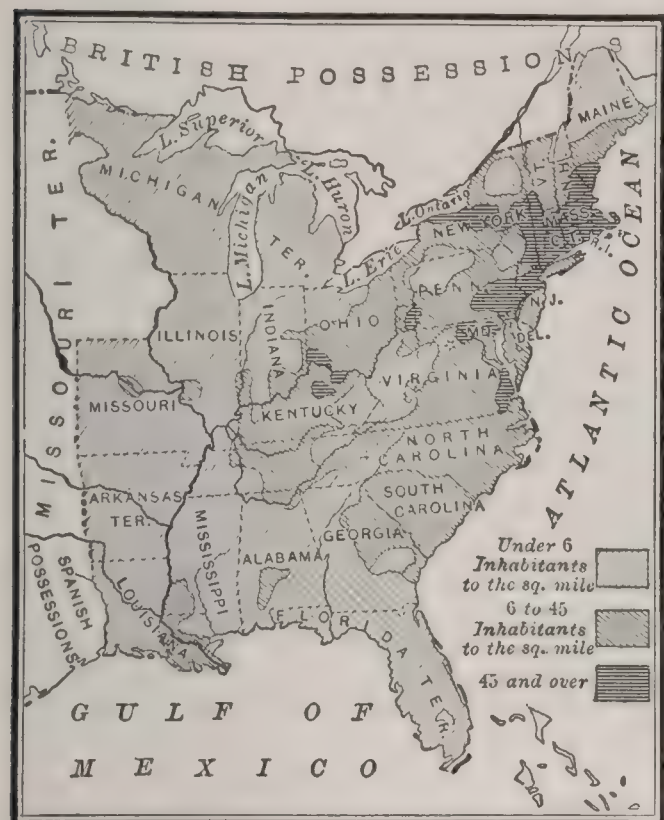 BRITISH POSSESSIONS
MAINE
L. Superior
MICHIGAN
TER.
L. Huron
L. Michigan
VT.
N.H.
L. Ontario
NEW YORK
MASS.
CT.
R.I.
L. Erie
PENN.
N.J.
MISSOURI TER.
ILLINOIS
INDIANA
OHIO
MD.
DEL.
VIRGINIA
MISSOURI
KENTUCKY
NORTH
CAROLINA
ATLANTIC OCEAN
ARKANSAS
TER.
SOUTH
CAROLINA
MISSISSIPPI
ALABAMA
GEORGIA
SPANISH
POSSESSIONS
LOUISIANA
FLORIDA TER.
Under 6
Inhabitants
to the sq. mile
6 to 45
Inhabitants
to the sq. mile
45 and over
GULF OF
MEXICO